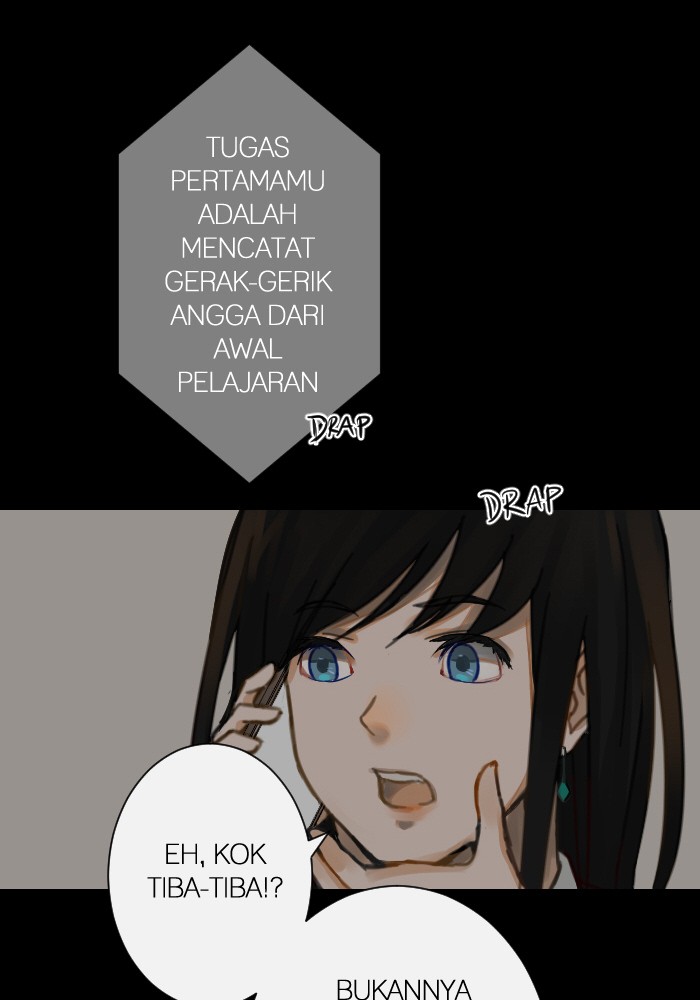 TUGAS
PERTAMAMU
ADALAH
MENCATAT
GERAK-GERIK
ANGGA DARI
AWAL
PELAJARAN
DRAP
DRAP
EH, KOK
TIBA-TIBA!?
BUKANNYA